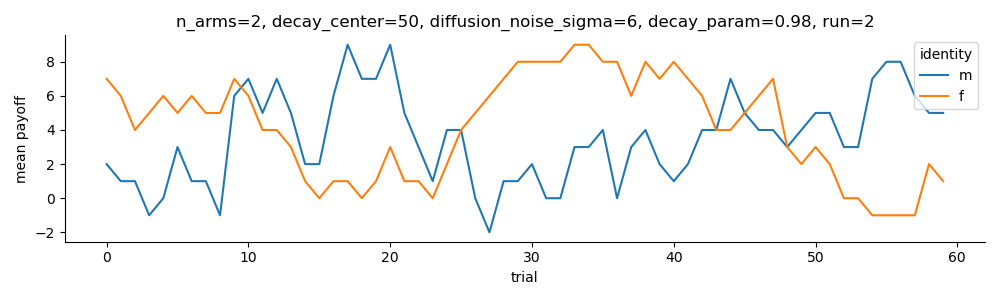 n_arms=2, decay_center=50, diffusion_noise_sigma=6, decay_param=0.98, run=2
identity
m
f
mean payoff
8
6
4
2
0
−2
0 10 20 30 40 50 60
trial